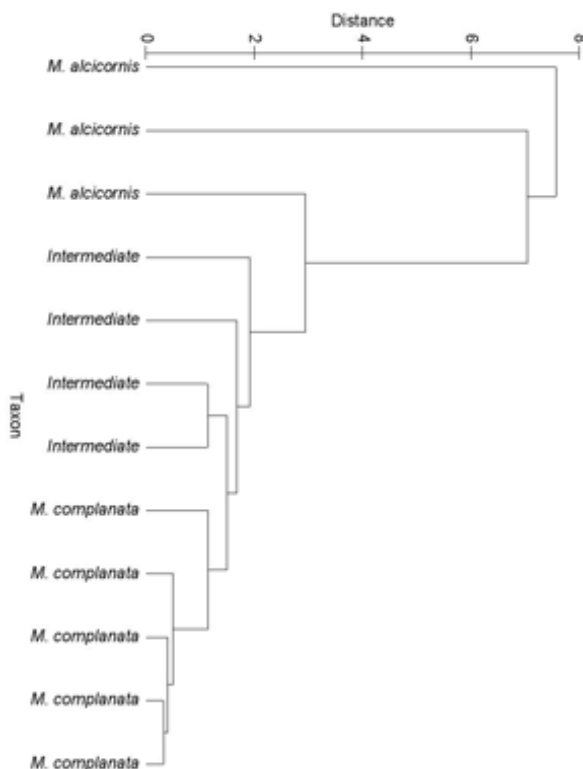 Distance
0 2 4 6 8
M. alcicornis
M. alcicornis
M. alcicornis
Intermediate
Intermediate
Intermediate
Intermediate
M. complanata
M. complanata
M. complanata
M. complanata
M. complanata
Taxon